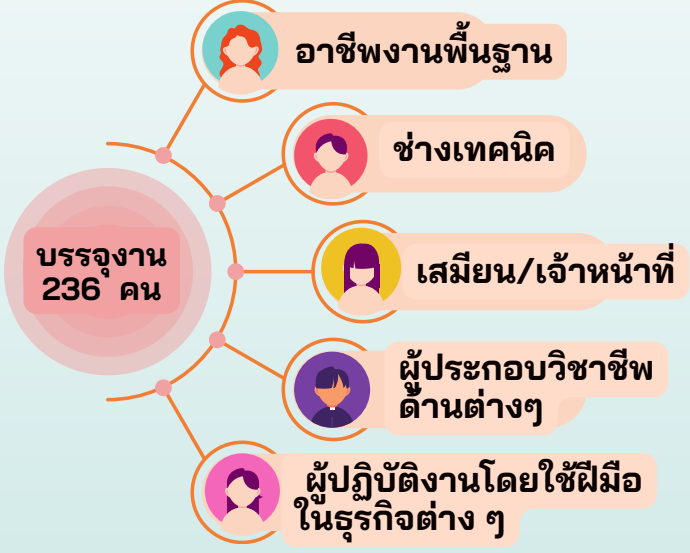 อาชีพงานพื้นฐาน
ช่างเทคนิค
บรรจุงาน
236 คน
เสมียน/เจ้าหน้าที่
ผู้ประกอบวิชาชีพ
ด้านต่างๆ
ผู้ปฏิบัติงานโดยใช้ฝีมือ
ในธุรกิจต่าง ๆ